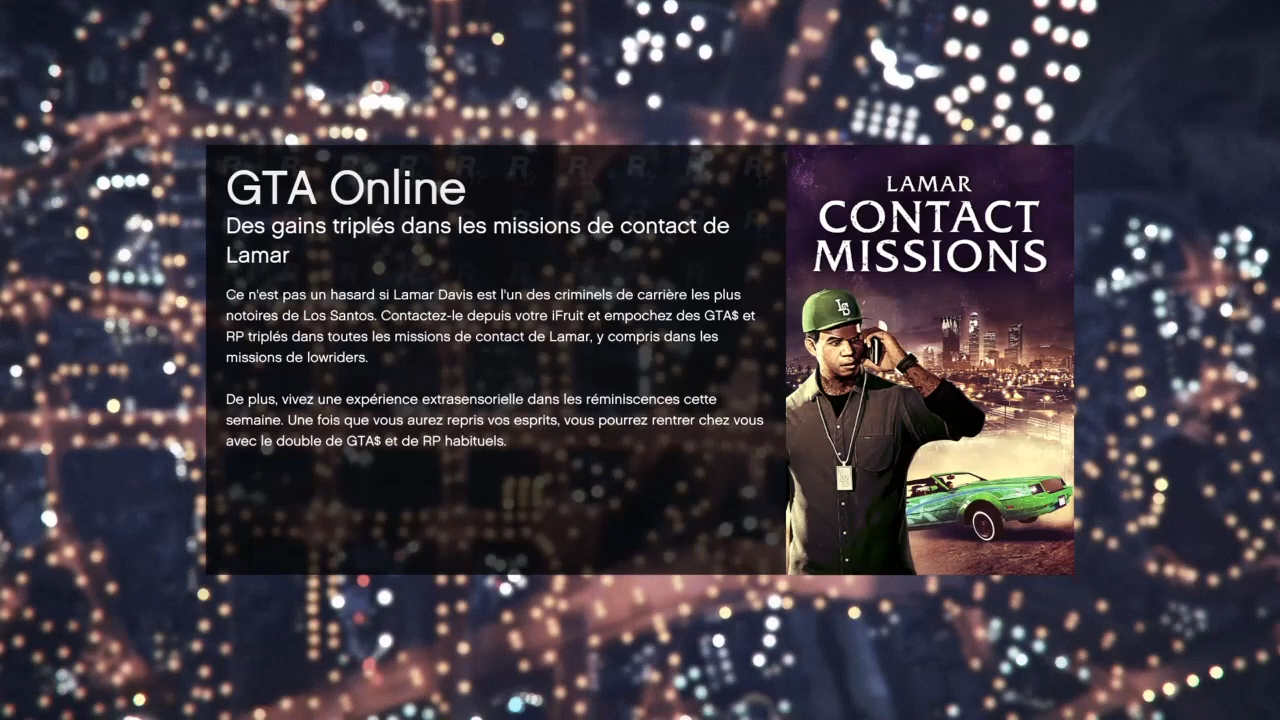 GTA Online
Des gains triplés dans les missions de contact de
Lamar
Ce n'est pas un hasard si Lamar Davis est l'un des criminels de carrière les plus
notoires de Los Santos. Contactez-le depuis votre iFruit et empochez des GTA$ et
RP triplés dans toutes les missions de contact de Lamar, y compris dans les
missions de lowriders.
De plus, vivez une expérience extrasensorielle dans les réminiscences cette
semaine. Une fois que vous aurez repris vos esprits, vous pourrez rentrer chez vous
avec le double de GTA$ et de RP habituels.
LAMAR
CONTACT
MISSIONS
LS